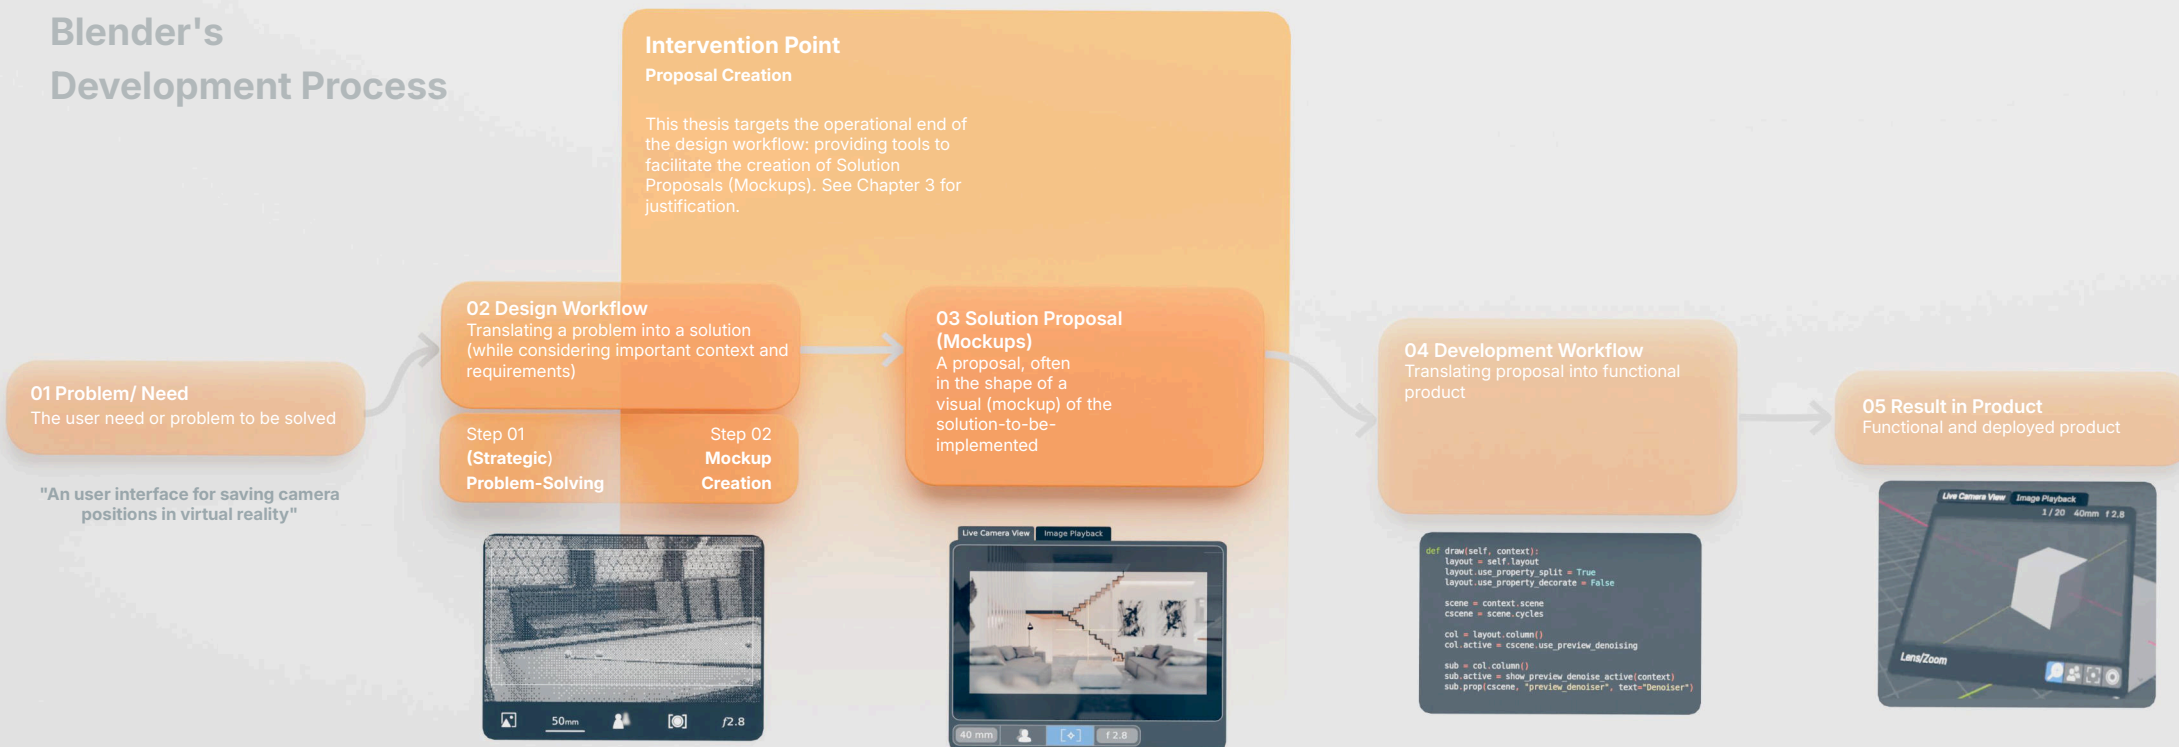 Blender's
Development Process
Intervention Point
Proposal Creation
This thesis targets the operational end of
the design workflow: providing tools to
facilitate the creation of Solution
Proposals (Mockups). See Chapter 3 for
justification.
01 Problem/ Need
The user need or problem to be solved
"An user interface for saving camera
positions in virtual reality"
02 Design Workflow
Translating a problem into a solution
(while considering important context and
requirements)
Step 01
(Strategic)
Problem-Solving
Step 02
Mockup
Creation
50mm
f2.8
03 Solution Proposal
(Mockups)
A proposal, often
in the shape of a
visual (mockup) of the
solution-to-be-
implemented
Live Camera View
Image Playback
40 mm
f 2.8
04 Development Workflow
Translating proposal into functional
product
def draw(self, context):
layout = self.layout
layout.use_property_split = True
layout.use_property_decorate = False
scene = context.scene
cscene = scene.cycles
col = layout.column()
col.active = cscene.use_preview_denoising
sub = col.column()
sub.active = show_preview_denoise_active(context)
sub.prop(cscene, "preview_denoiser", text="Denoiser")
05 Result in Product
Functional and deployed product
Live Camera View
Image Playback
1 / 20 40mm f 2.8
Lens/Zoom